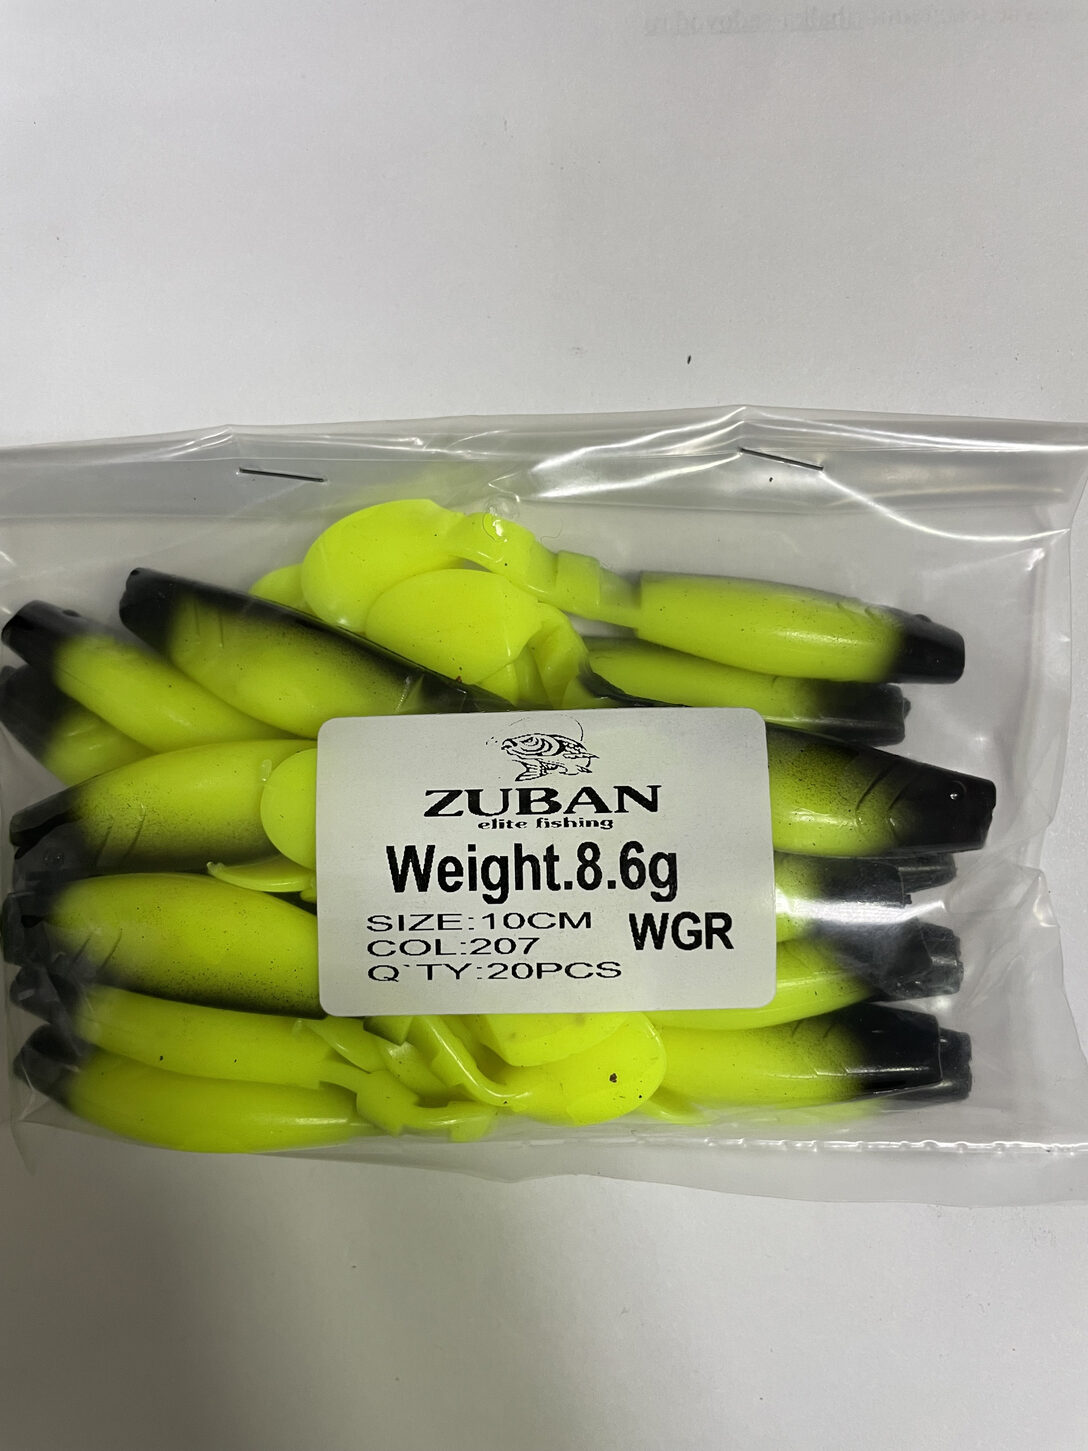 ZUBAN
elite fishing
Weight.8.6g
SIZE:10CM
WGR
COL:207
Q`TY:20PCS